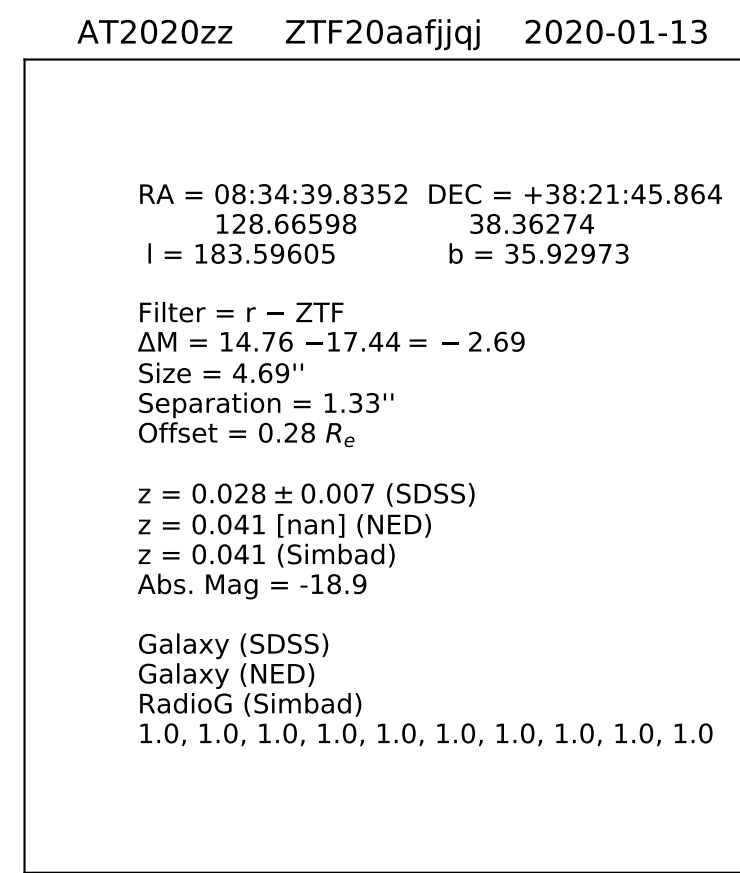 AT2020zz ZTF20aafjjqj 2020-01-13
RA = 08:34:39.8352 DEC = +38:21:45.864
128.66598 38.36274
l = 183.59605 b = 35.92973
Filter = r − ZTF
ΔM = 14.76 −17.44 = − 2.69
Size = 4.69''
Separation = 1.33''
Offset = 0.28 Re
z = 0.028 ± 0.007 (SDSS)
z = 0.041 [nan] (NED)
z = 0.041 (Simbad)
Abs. Mag = -18.9
Galaxy (SDSS)
Galaxy (NED)
RadioG (Simbad)
1.0, 1.0, 1.0, 1.0, 1.0, 1.0, 1.0, 1.0, 1.0, 1.0